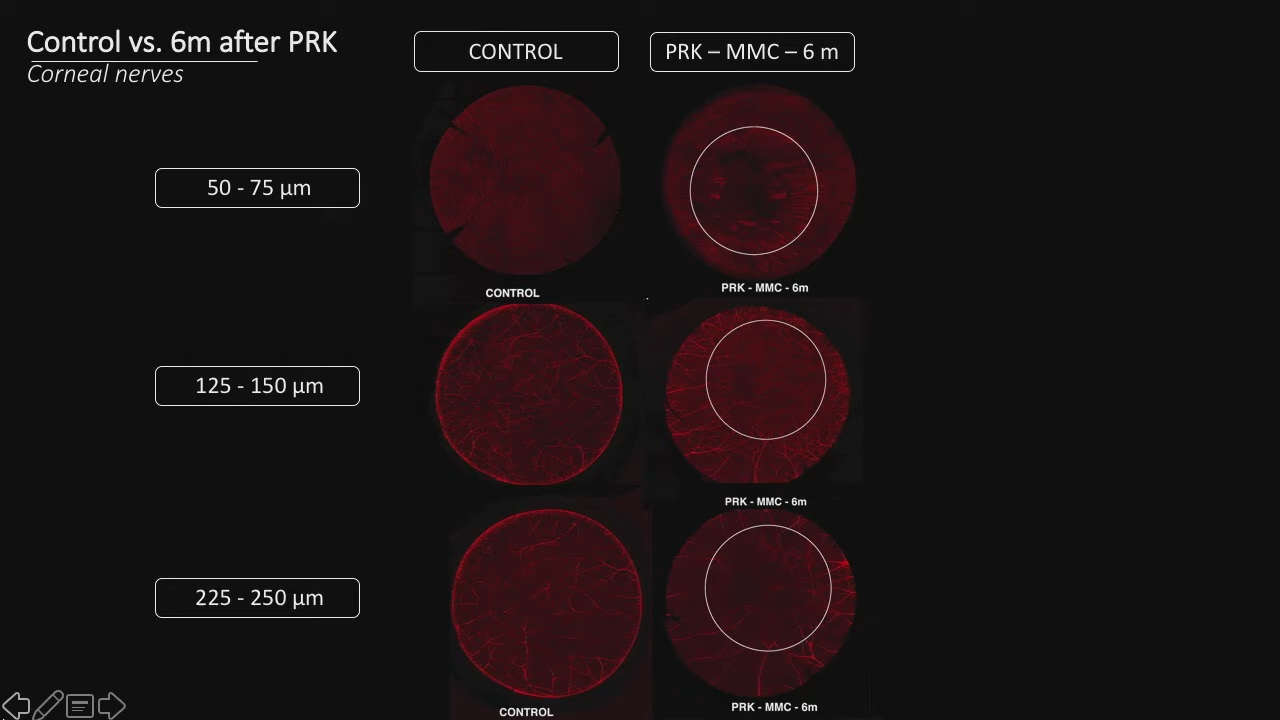 Control vs. 6m after PRK
Corneal nerves
CONTROL
PRK – MMC – 6 m
50 - 75 µm
CONTROL
PRK - MMC - 6m
125 - 150 µm
PRK - MMC - 6m
225 - 250 µm
CONTROL
PRK - MMC - 6m